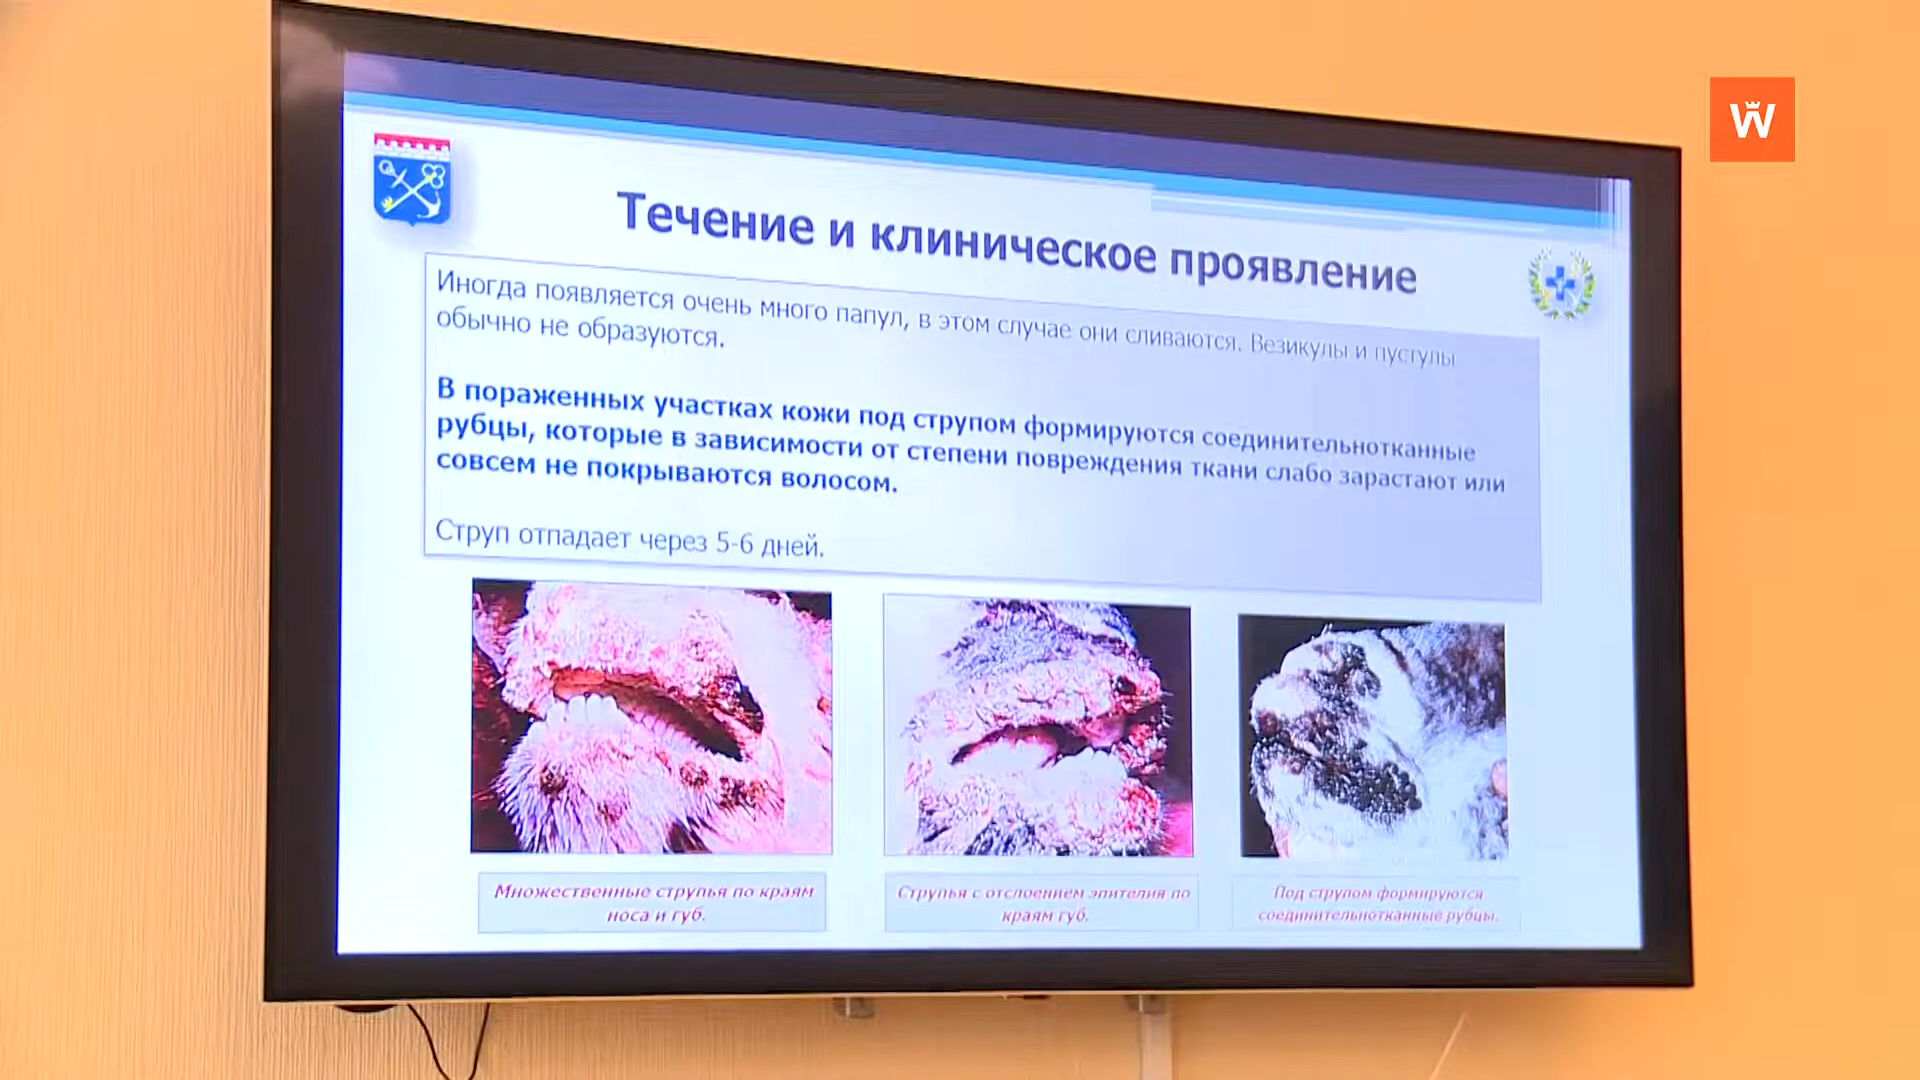 W
Течение и клиническое проявление
Иногда появляется очень много папул, в этом случае они сливаются. Везикулы и пустулы
обычно не образуются.
В пораженных участках кожи под струпом формируются соединительнотканные
рубцы, которые в зависимости от степени повреждения ткани слабо зарастают или
совсем не покрываются волосом.
Струп отпадает через 5-6 дней.
Множественные струпья по краям
носа и губ.
Струпья с отслоением эпителия по
краям губ.
Под струпом формируются
соединительнотканные рубцы.